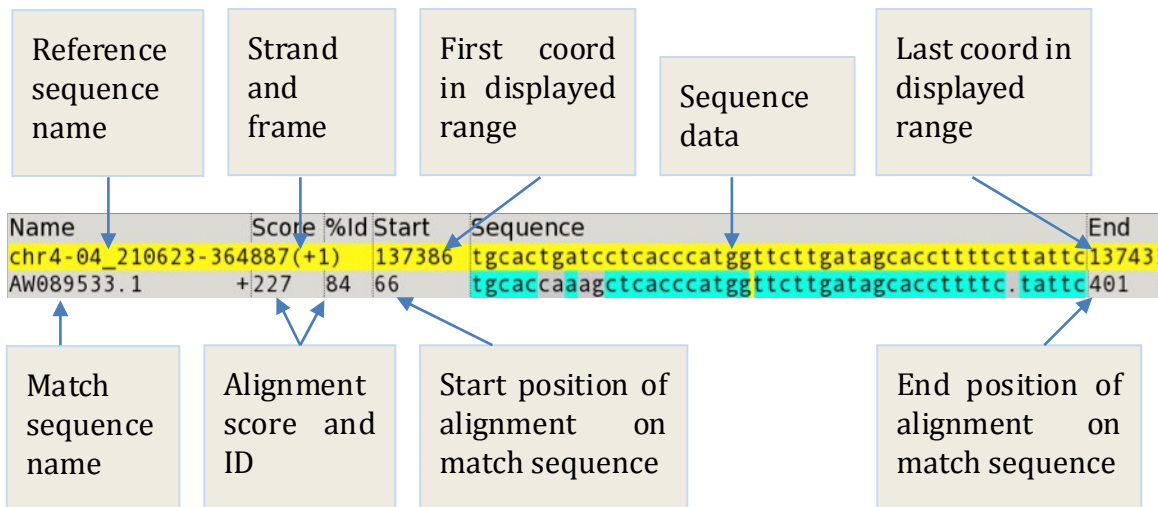 Reference
sequence
name
Strand
and
frame
First coord
in displayed
range
Sequence
data
Last coord in
displayed
range
Name Score %Id Start Sequence End
chr4-04_210623-364887(+1) 137386 tgcactgatcctcacccatggttcttgatagcaccttttcttattc 13743
AW089533.1 +227 84 66 tgcaccaaagctcacccatggttcttgatagcaccttttc.tattc 401
Match
sequence
name
Alignment
score and
ID
Start position of
alignment on
match sequence
End position of
alignment on
match sequence